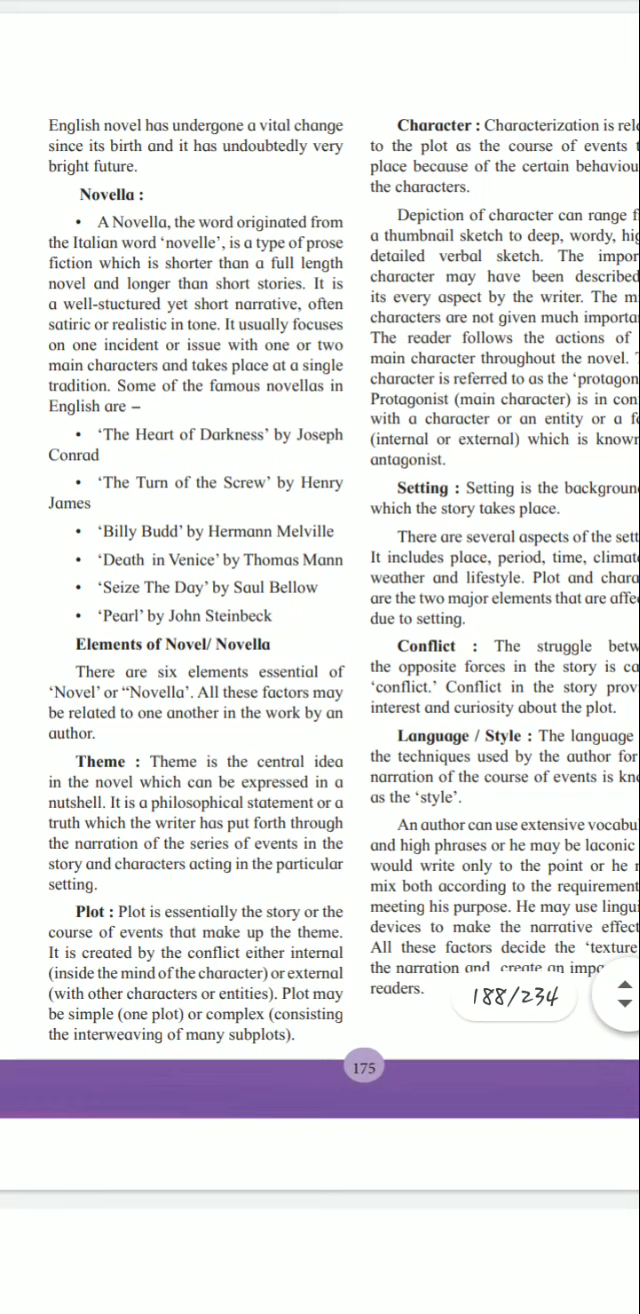 English novel has undergone a vital change
since its birth and it has undoubtedly very
bright future.
Novella :
• A Novella, the word originated from
the Italian word ‘novelle’, is a type of prose
fiction which is shorter than a full length
novel and longer than short stories. It is
a well-stuctured yet short narrative, often
satiric or realistic in tone. It usually focuses
on one incident or issue with one or two
main characters and takes place at a single
tradition. Some of the famous novellas in
English are –
• ‘The Heart of Darkness’ by Joseph
Conrad
• ‘The Turn of the Screw’ by Henry
James
• ‘Billy Budd’ by Hermann Melville
• ‘Death in Venice’ by Thomas Mann
• ‘Seize The Day’ by Saul Bellow
• ‘Pearl’ by John Steinbeck
Elements of Novel/ Novella
There are six elements essential of
‘Novel’ or “Novella’. All these factors may
be related to one another in the work by an
author.
Theme : Theme is the central idea
in the novel which can be expressed in a
nutshell. It is a philosophical statement or a
truth which the writer has put forth through
the narration of the series of events in the
story and characters acting in the particular
setting.
Plot : Plot is essentially the story or the
course of events that make up the theme.
It is created by the conflict either internal
(inside the mind of the character) or external
(with other characters or entities). Plot may
be simple (one plot) or complex (consisting
the interweaving of many subplots).
Character : Characterization is
to the plot as the course of events
place because of the certain
the characters.
Depiction of character can range
a thumbnail sketch to deep, wordy,
detailed verbal sketch. The
character may have been described
its every aspect by the writer. The
characters are not given much
The reader follows the actions of
main character throughout the novel.
character is referred to as the
Protagonist (main character) is in
with a character or an entity or a
(internal or external) which is
antagonist.
Setting : Setting is the
which the story takes place.
There are several aspects of the
It includes place, period, time,
weather and lifestyle. Plot and
are the two major elements that are
due to setting.
Conflict : The struggle
the opposite forces in the story is
‘conflict.’ Conflict in the story
interest and curiosity about the plot.
Language / Style : The language
the techniques used by the author for
narration of the course of events is
as the ‘style’.
An author can use extensive
and high phrases or he may be laconic
would write only to the point or he
mix both according to the requirement
meeting his purpose. He may use
devices to make the narrative
All these factors decide the ‘texture
the narration and create an
readers.
188/234
175